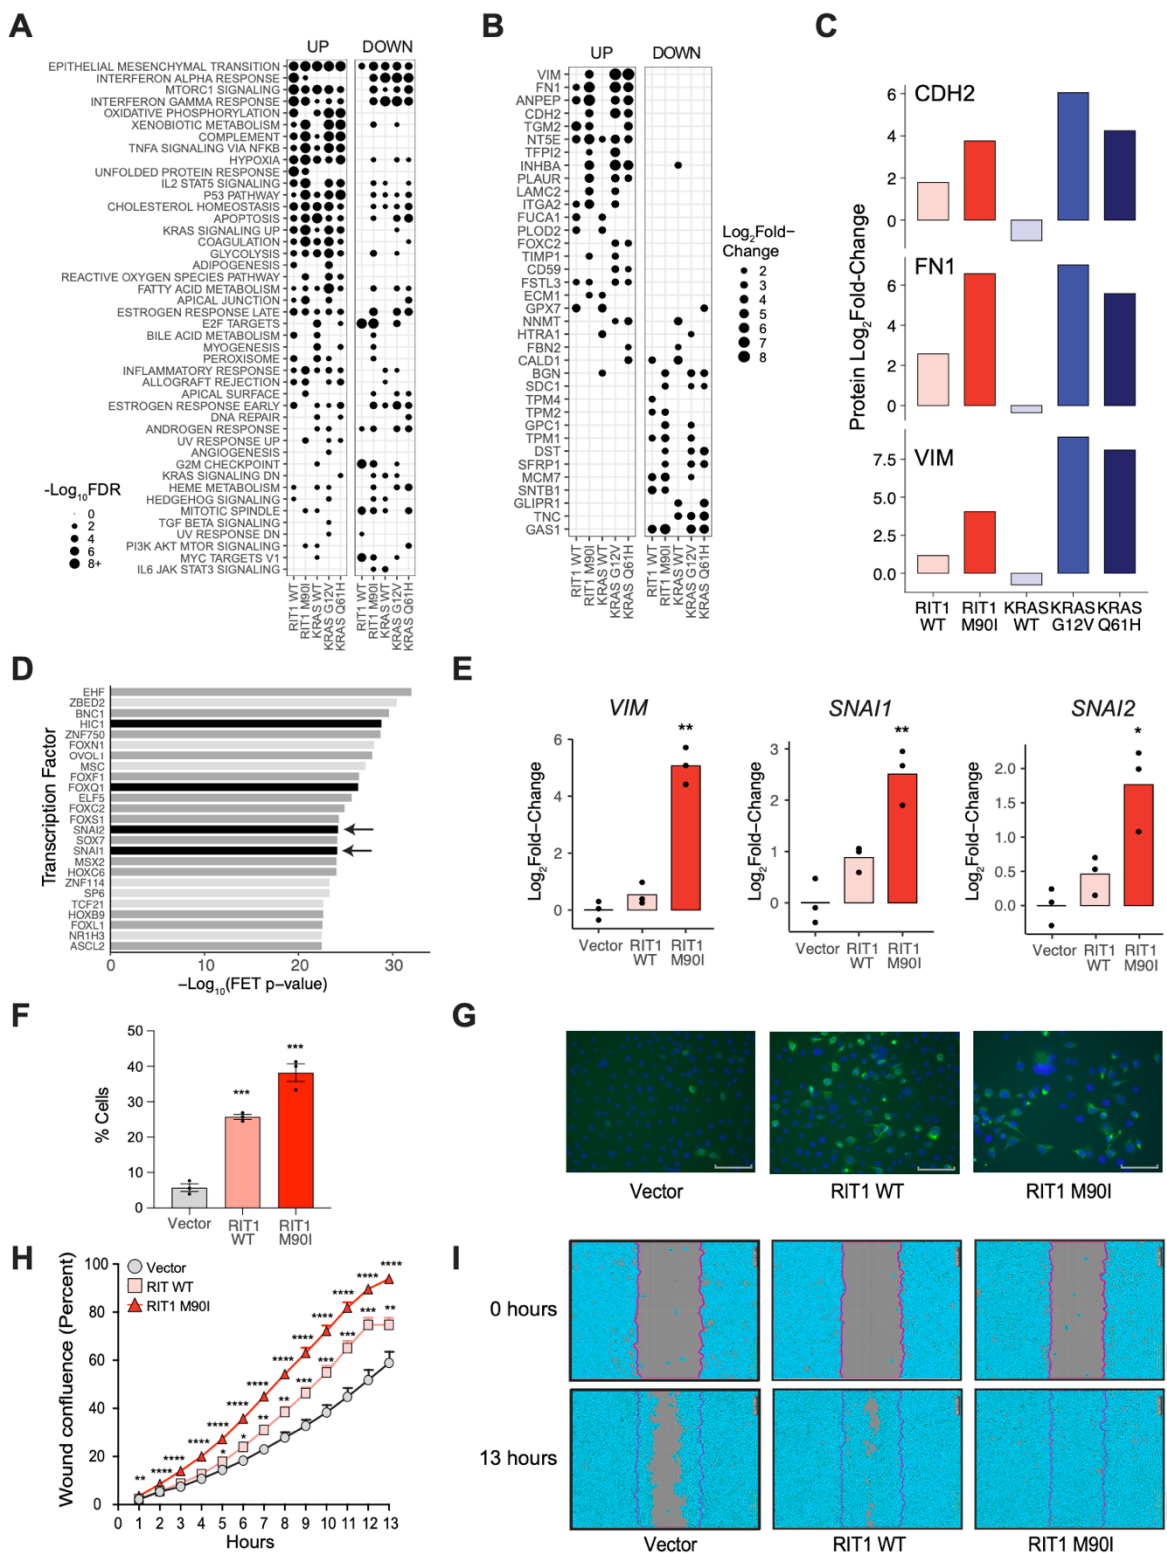 A
UP DOWN
EPITHELIAL MESENCHYMAL TRANSITION
INTERFERON ALPHA RESPONSE
MTORC1 SIGNALING
INTERFERON GAMMA RESPONSE
OXIDATIVE PHOSPHORYLATION
XENOBIOTIC METABOLISM
COMPLEMENT
TNFA SIGNALING VIA NFKB
HYPOXIA
UNFOLDED PROTEIN RESPONSE
IL2 STAT5 SIGNALING
P53 PATHWAY
CHOLESTEROL HOMEOSTASIS
APOPTOSIS
KRAS SIGNALING UP
COAGULATION
GLYCOLYSIS
ADIPOGENESIS
REACTIVE OXYGEN SPECIES PATHWAY
FATTY ACID METABOLISM
APICAL JUNCTION
ESTROGEN RESPONSE LATE
E2F TARGETS
BILE ACID METABOLISM
MYOGENESIS
PEROXISOME
INFLAMMATORY RESPONSE
ALLOGRAFT REJECTION
APICAL SURFACE
ESTROGEN RESPONSE EARLY
DNA REPAIR
ANDROGEN RESPONSE
UV RESPONSE UP
ANGIOGENESIS
G2M CHECKPOINT
KRAS SIGNALING DN
HEME METABOLISM
HEDGEHOG SIGNALING
MITOTIC SPINDLE
TGF BETA SIGNALING
UV RESPONSE DN
PI3K AKT MTOR SIGNALING
MYC TARGETS V1
IL6 JAK STAT3 SIGNALING
-Log10FDR
0
2
4
6
8+
RIT1 WT
RIT1 M90I
KRAS WT
KRAS G12V
KRAS Q61H
RIT1 WT
RIT1 M90I
KRAS WT
KRAS G12V
KRAS Q61H
B
UP DOWN
VIM
FN1
ANPEP
CDH2
TGM2
NT5E
TFPI2
INHBA
PLAUR
LAMC2
ITGA2
FUCA1
PLOD2
FOXC2
TIMP1
CD59
FSTL3
ECM1
GPX7
NNMT
HTRA1
FBN2
CALD1
BGN
SDC1
TPM4
TPM2
GPC1
TPM1
DST
SFRP1
MCM7
SNTB1
GLIPR1
TNC
GAS1
Log2Fold−
Change
2
3
4
5
6
7
8
RIT1 WT
RIT1 M90I
KRAS WT
KRAS G12V
KRAS Q61H
RIT1 WT
RIT1 M90I
KRAS WT
KRAS G12V
KRAS Q61H
C
Protein Log2Fold−Change
CDH2
6
4
2
0
FN1
6
4
2
0
VIM
7.5
5.0
2.5
0.0
RIT1 RIT1 KRAS KRAS KRAS
WT M90I WT G12V Q61H
D
Transcription Factor
EHF
ZBED2
BNC1
HIC1
ZNF750
FOXN1
OVOL1
MSC
FOXF1
FOXQ1
ELF5
FOXC2
FOXS1
SNAI2
SOX7
SNAI1
MSX2
HOXC6
ZNF114
SP6
TCF21
HOXB9
FOXL1
NR1H3
ASCL2
0 10 20 30
−Log10(FET p−value)
E
VIM
Log2Fold−Change
6
4
2
0
**
Vector RIT1 WT RIT1 M90I
SNAI1
Log2Fold−Change
3
2
1
0
**
Vector RIT1 WT RIT1 M90I
SNAI2
Log2Fold−Change
2.0
1.5
1.0
0.5
0.0
*
Vector RIT1 WT RIT1 M90I
F
% Cells
50
40
30
20
10
0
*** ***
Vector RIT1 WT RIT1 M90I
G
Vector RIT1 WT RIT1 M90I
H
Wound confluence (Percent)
100
80
60
40
20
0
Vector
RIT WT
RIT1 M90I
** **** **** **** **** **** **** **** **** **** **** **** ****
* * ** ** *** *** *** *** **
0 1 2 3 4 5 6 7 8 9 10 11 12 13
Hours
I
0 hours
13 hours
Vector RIT1 WT RIT1 M90I